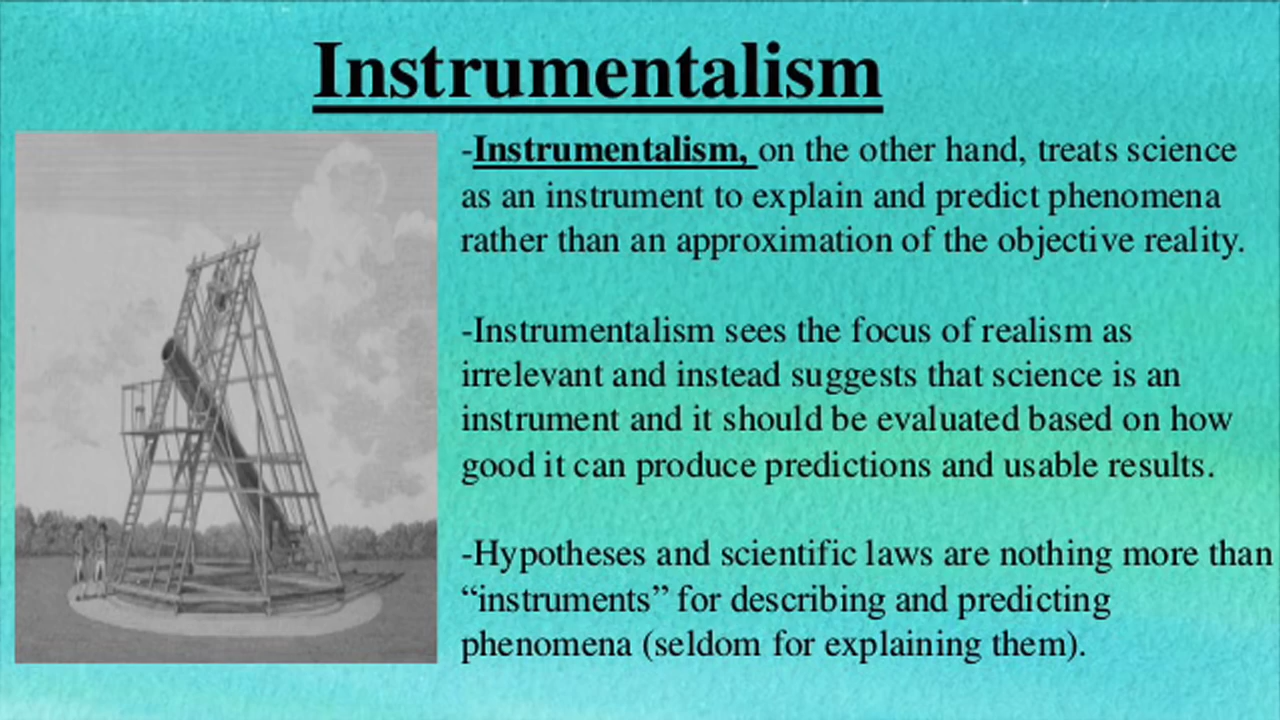 Instrumentalism
-Instrumentalism, on the other hand, treats science
as an instrument to explain and predict phenomena
rather than an approximation of the objective reality.
-Instrumentalism sees the focus of realism as
irrelevant and instead suggests that science is an
instrument and it should be evaluated based on how
good it can produce predictions and usable results.
-Hypotheses and scientific laws are nothing more than
“instruments” for describing and predicting
phenomena (seldom for explaining them).